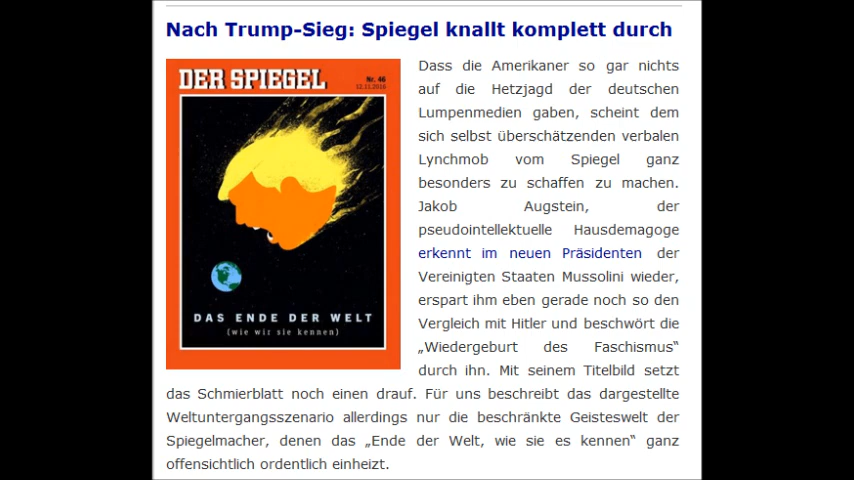 Nach Trump-Sieg: Spiegel knallt komplett durch
DER SPIEGEL
Nr. 46
12.11.2016
DAS ENDE DER WELT
(wie wir sie kennen)
Dass die Amerikaner so gar nichts
auf die Hetzjagd der deutschen
Lumpenmedien gaben, scheint dem
sich selbst überschätzenden verbalen
Lynchmob vom Spiegel ganz
besonders zu schaffen zu machen.
Jakob Augstein, der
pseudointellektuelle Hausdemagoge
erkennt im neuen Präsidenten der
Vereinigten Staaten Mussolini wieder,
erspart ihm eben gerade noch so den
Vergleich mit Hitler und beschwört die
„Wiedergeburt des Faschismus“
durch ihn. Mit seinem Titelbild setzt
das Schmierblatt noch einen drauf. Für uns beschreibt das dargestellte
Weltuntergangsszenario allerdings nur die beschränkte Geisteswelt der
Spiegelmacher, denen das „Ende der Welt, wie sie es kennen“ ganz
offensichtlich ordentlich einheizt.